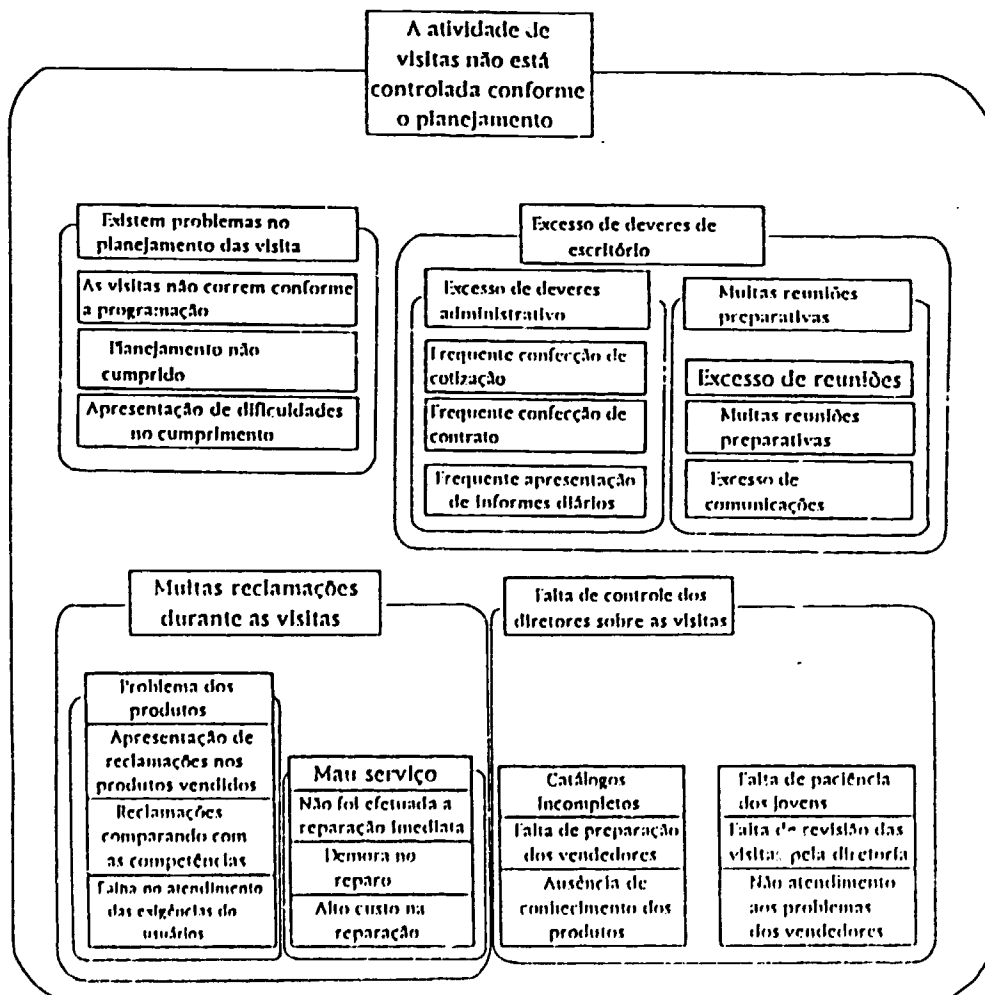 A atividade de
visitas não está
controlada conforme
o planejamento
Existem problemas no
planejamento das visita
As visitas não correm conforme
a programação
Planejamento não
cumprido
Apresentação de dificuldades
no cumprimento
Excesso de deveres de
escritório
Excesso de deveres
administrativo
Frequente confecção de
cotização
Frequente confecção de
contrato
Frequente apresentação
de informes diários
Muitas reuniões
preparativas
Excesso de reuniões
Muitas reuniões
preparativas
Excesso de
comunicações
Muitas reclamações
durante as visitas
Problema dos
produtos
Apresentação de
reclamações nos
produtos vendidos
Reclamações
comparando com
as competências
Falha no atendimento
das exigências do
usuários
Mau serviço
Não foi efetuada a
reparação imediata
Demora no
reparo
Alto custo na
reparação
Falta de controle dos
diretores sobre as visitas
Catálogos
incompletos
Falta de preparação
dos vendedores
Ausência de
conhecimento dos
produtos
Falta de paciência
dos jovens
Falta de revisão das
visitas pela diretoria
Não atendimento
aos problemas
dos vendedores